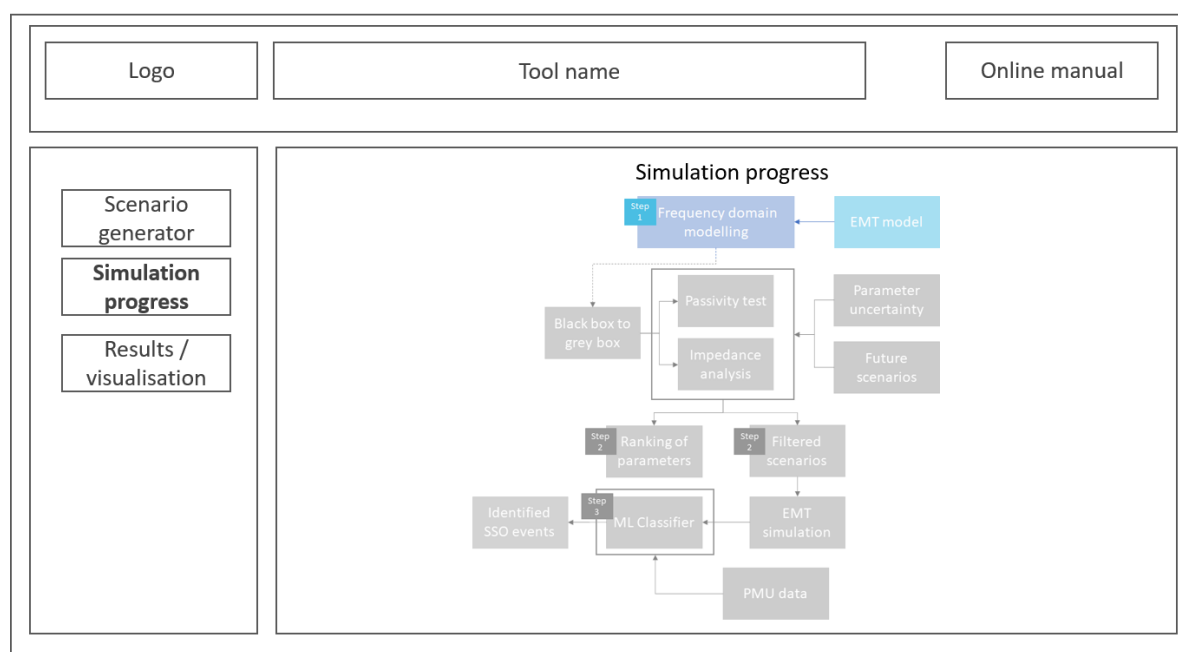 Logo
Tool name
Online manual
Scenario
generator
Simulation
progress
Results /
visualisation
Simulation progress
Step
1
Frequency domain
modelling
EMT model
Passivity test
Parameter
uncertainty
Black box to
grey box
Impedance
analysis
Future
scenarios
Step
2
Ranking of
parameters
Step
2
Filtered
scenarios
Identified
SSO events
Step
3
ML Classifier
EMT
simulation
PMU data